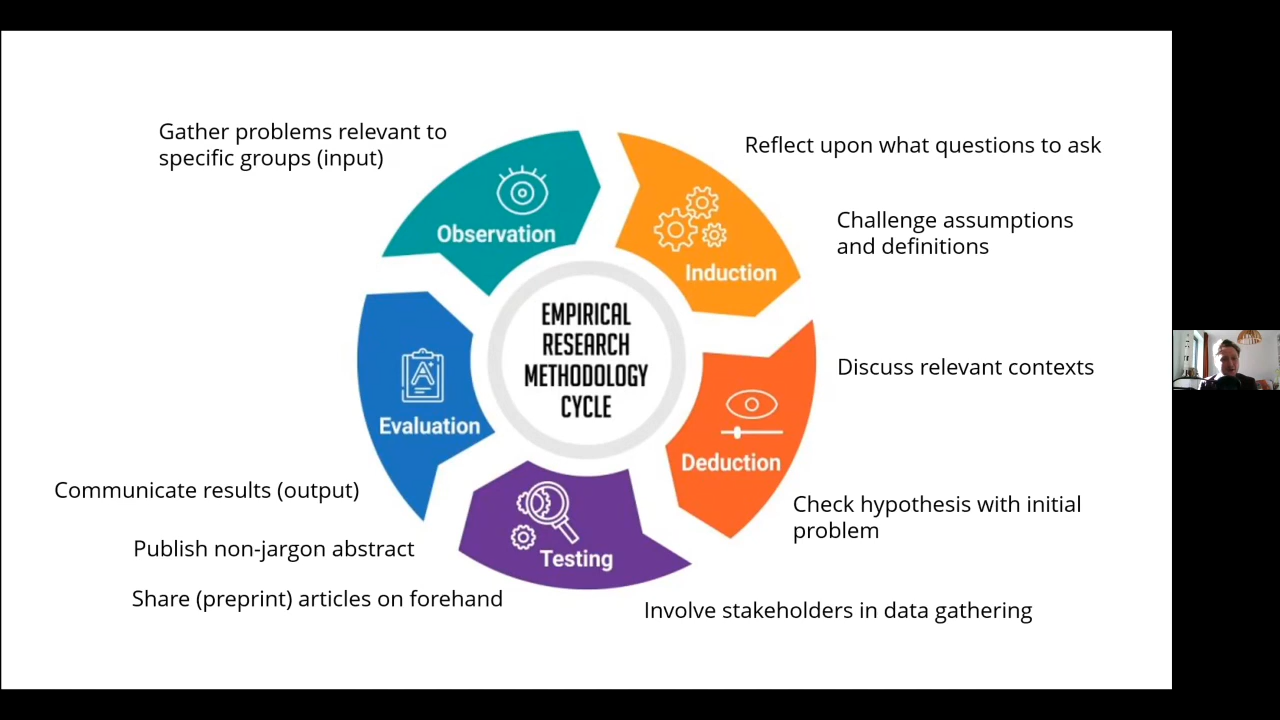 Gather problems relevant to
specific groups (input)
Reflect upon what questions to ask
Challenge assumptions
and definitions
Observation
Induction
EMPIRICAL
RESEARCH
METHODOLOGY
CYCLE
Discuss relevant contexts
Evaluation
Deduction
Communicate results (output)
Check hypothesis with initial
problem
Publish non-jargon abstract
Testing
Share (preprint) articles on forehand
Involve stakeholders in data gathering